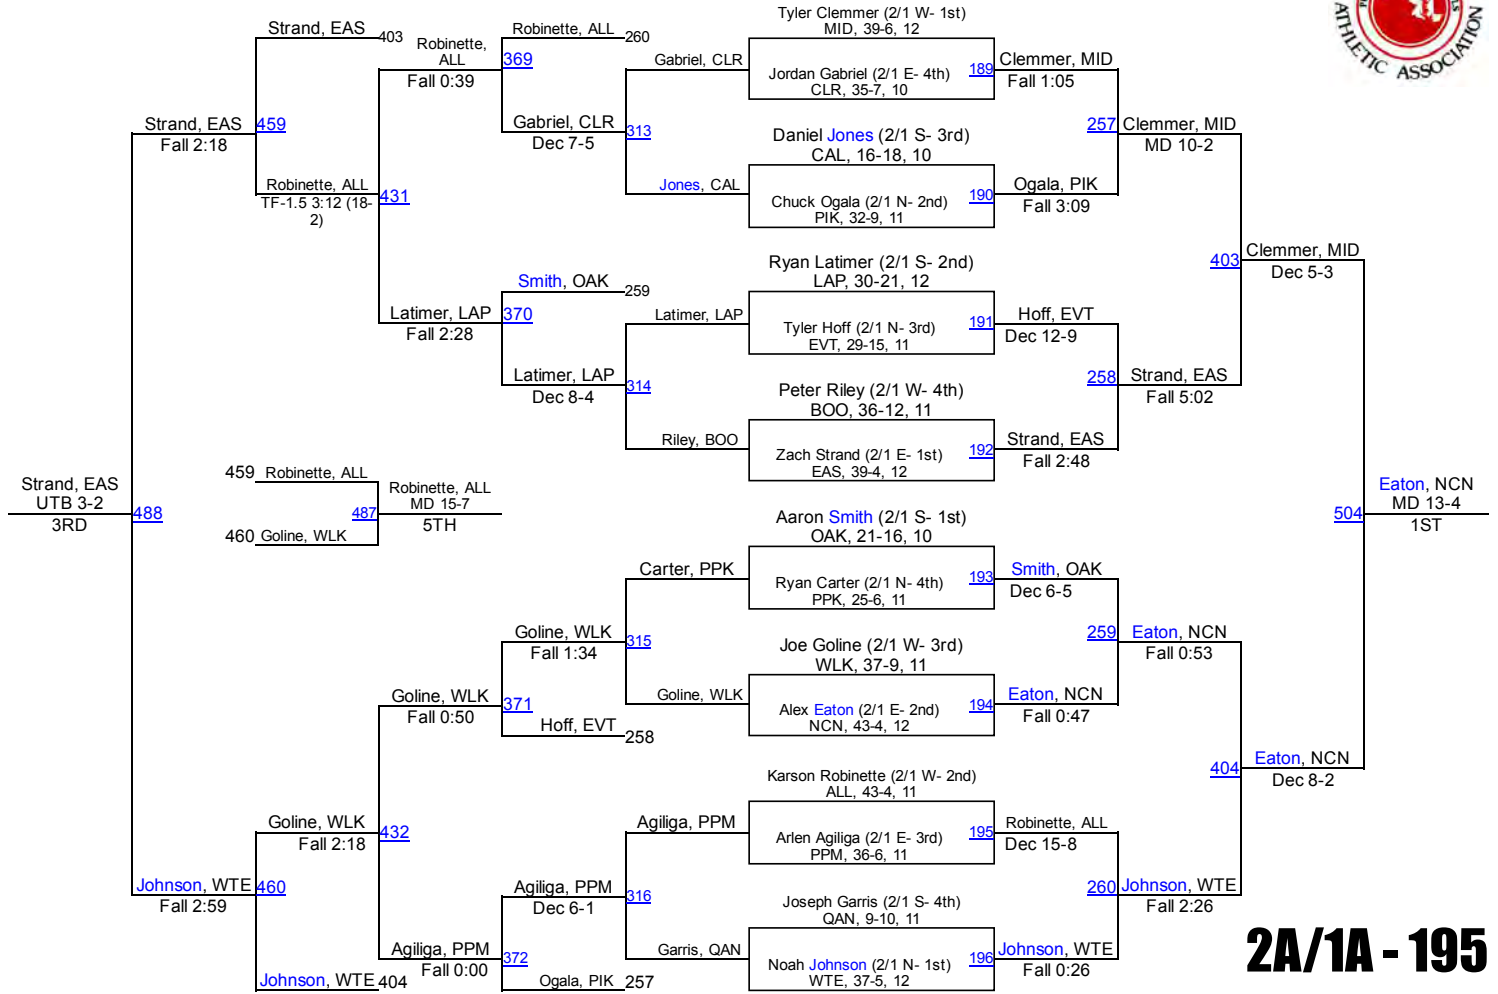 Strand, EAS
403
Robinette,
ALL
Fall 0:39
Robinette, ALL
260
369
Gabriel, CLR
Tyler Clemmer (2/1 W- 1st)
MID, 39-6, 12
Jordan Gabriel (2/1 E- 4th)
CLR, 35-7, 10
189
Clemmer, MID
Fall 1:05
ATHLETIC ASSOCIATION
Strand, EAS
Fall 2:18
459
Gabriel, CLR
Dec 7-5
313
Daniel Jones (2/1 S- 3rd)
CAL, 16-18, 10
257
Clemmer, MID
MD 10-2
Robinette, ALL
TF-1.5 3:12 (18-
2)
431
Jones, CAL
Chuck Ogala (2/1 N- 2nd)
PIK, 32-9, 11
190
Ogala, PIK
Fall 3:09
Ryan Latimer (2/1 S- 2nd)
LAP, 30-21, 12
403
Clemmer, MID
Dec 5-3
Smith, OAK
259
Latimer, LAP
Fall 2:28
370
Latimer, LAP
Tyler Hoff (2/1 N- 3rd)
EVT, 29-15, 11
191
Hoff, EVT
Dec 12-9
Latimer, LAP
Dec 8-4
314
Peter Riley (2/1 W- 4th)
BOO, 36-12, 11
258
Strand, EAS
Fall 5:02
Riley, BOO
Zach Strand (2/1 E- 1st)
EAS, 39-4, 12
192
Strand, EAS
Fall 2:48
Strand, EAS
UTB 3-2
3RD
488
459
Robinette, ALL
487
Robinette, ALL
MD 15-7
5TH
460
Goline, WLK
504
Eaton, NCN
MD 13-4
1ST
Aaron Smith (2/1 S- 1st)
OAK, 21-16, 10
Carter, PPK
Ryan Carter (2/1 N- 4th)
PPK, 25-6, 11
193
Smith, OAK
Dec 6-5
Goline, WLK
Fall 1:34
315
Joe Goline (2/1 W- 3rd)
WLK, 37-9, 11
259
Eaton, NCN
Fall 0:53
Goline, WLK
Fall 0:50
371
Goline, WLK
Alex Eaton (2/1 E- 2nd)
NCN, 43-4, 12
194
Eaton, NCN
Fall 0:47
Hoff, EVT
258
404
Eaton, NCN
Dec 8-2
Karson Robinette (2/1 W- 2nd)
ALL, 43-4, 11
Goline, WLK
Fall 2:18
432
Agiliga, PPM
Arlen Agiliga (2/1 E- 3rd)
PPM, 36-6, 11
195
Robinette, ALL
Dec 15-8
Johnson, WTE
Fall 2:59
460
Agiliga, PPM
Dec 6-1
316
Joseph Garris (2/1 S- 4th)
QAN, 9-10, 11
260
Johnson, WTE
Fall 2:26
Agiliga, PPM
Fall 0:00
372
Garris, QAN
Noah Johnson (2/1 N- 1st)
WTE, 37-5, 12
196
Johnson, WTE
Fall 0:26
Johnson, WTE
404
Ogala, PIK
257
2A/1A - 195